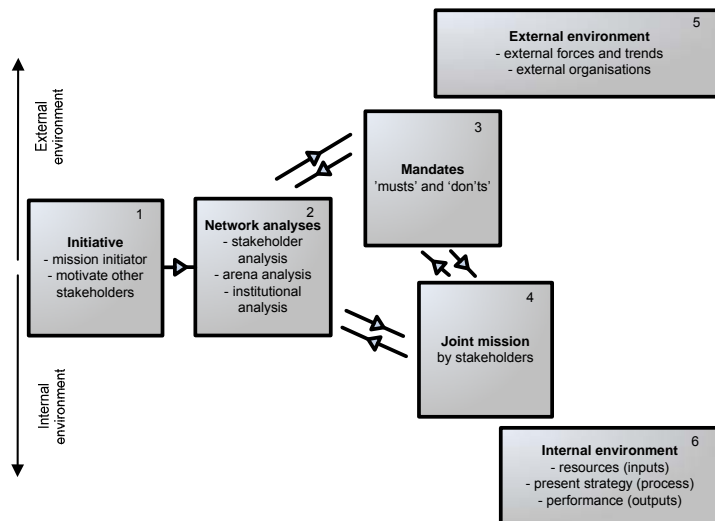 5
External environment
- external forces and trends
- external organisations
External
environment
3
Mandates
'musts' and 'don'ts'
1
Initiative
- mission initiator
- motivate other
stakeholders
2
Network analyses
- stakeholder
analysis
- arena analysis
- institutional
analysis
4
Joint mission
by stakeholders
Internal
environment
6
Internal environment
- resources (inputs)
- present strategy (process)
- performance (outputs)